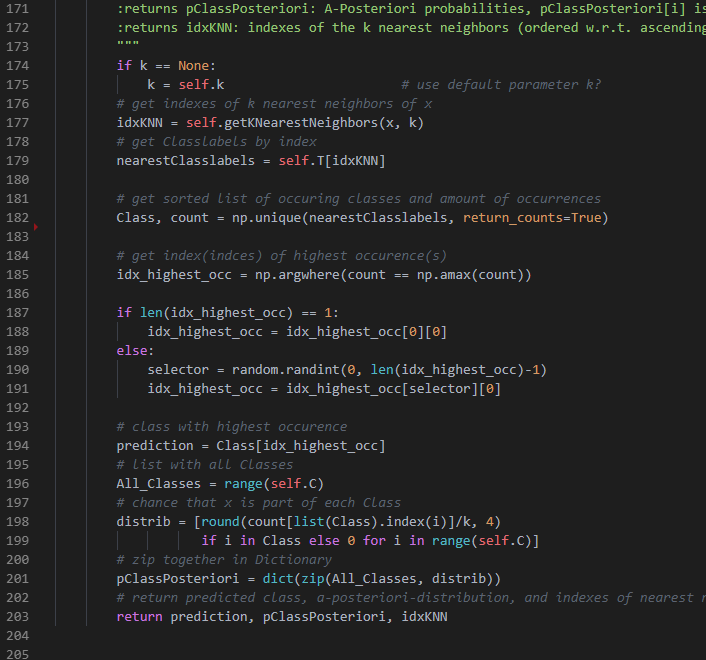 171 :returns pClassPosteriori: A-Posteriori probabilities, pClassPosteriori[i] is
172 :returns idxKNN: indexes of the k nearest neighbors (ordered w.r.t. ascending
173 """
174 if k == None:
175 k = self.k # use default parameter k?
176 # get indexes of k nearest neighbors of x
177 idxKNN = self.getKNearestNeighbors(x, k)
178 # get Classlabels by index
179 nearestClasslabels = self.T[idxKNN]
180
181 # get sorted list of occuring classes and amount of occurrences
182 Class, count = np.unique(nearestClasslabels, return_counts=True)
183
184 # get index(indces) of highest occurence(s)
185 idx_highest_occ = np.argwhere(count == np.amax(count))
186
187 if len(idx_highest_occ) == 1:
188 idx_highest_occ = idx_highest_occ[0][0]
189 else:
190 selector = random.randint(0, len(idx_highest_occ)-1)
191 idx_highest_occ = idx_highest_occ[selector][0]
192
193 # class with highest occurence
194 prediction = Class[idx_highest_occ]
195 # list with all Classes
196 All_Classes = range(self.C)
197 # chance that x is part of each Class
198 distrib = [round(count[list(Class).index(i)]/k, 4)
199 if i in Class else 0 for i in range(self.C)]
200 # zip together in Dictionary
201 pClassPosteriori = dict(zip(All_Classes, distrib))
202 # return predicted class, a-posteriori-distribution, and indexes of nearest
203 return prediction, pClassPosteriori, idxKNN
204
205